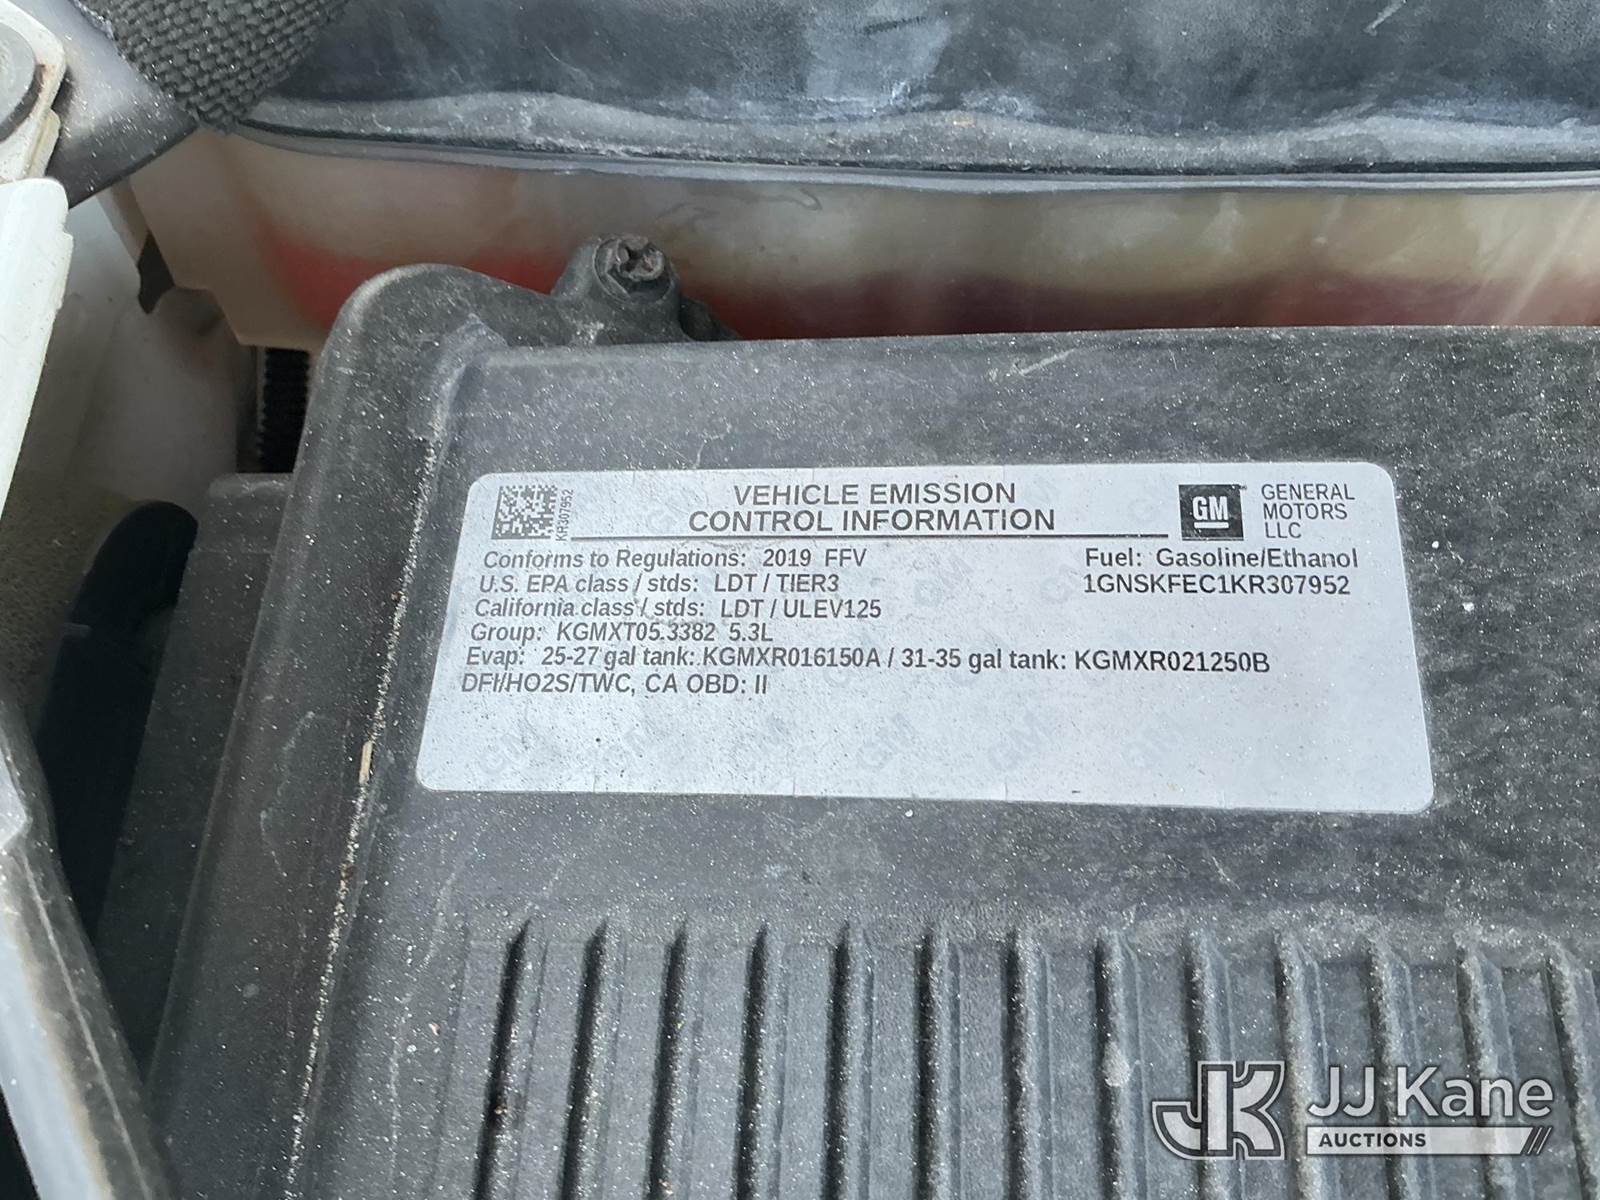 KR307952
VEHICLE EMISSION
CONTROL INFORMATION
GM
GENERAL
MOTORS
LLC
Conforms to Regulations: 2019 FFV
Fuel: Gasoline/Ethanol
U.S. EPA class / stds: LDT / TIER3
1GNSKFEC1KR307952
California class / stds: LDT / ULEV125
Group: KGMXT05.3382 5.3L
Evap: 25-27 gal tank: KGMXR016150A / 31-35 gal tank: KGMXR021250B
DFI/HO2S/TWC, CA OBD: II
JK JJ Kane
AUCTIONS